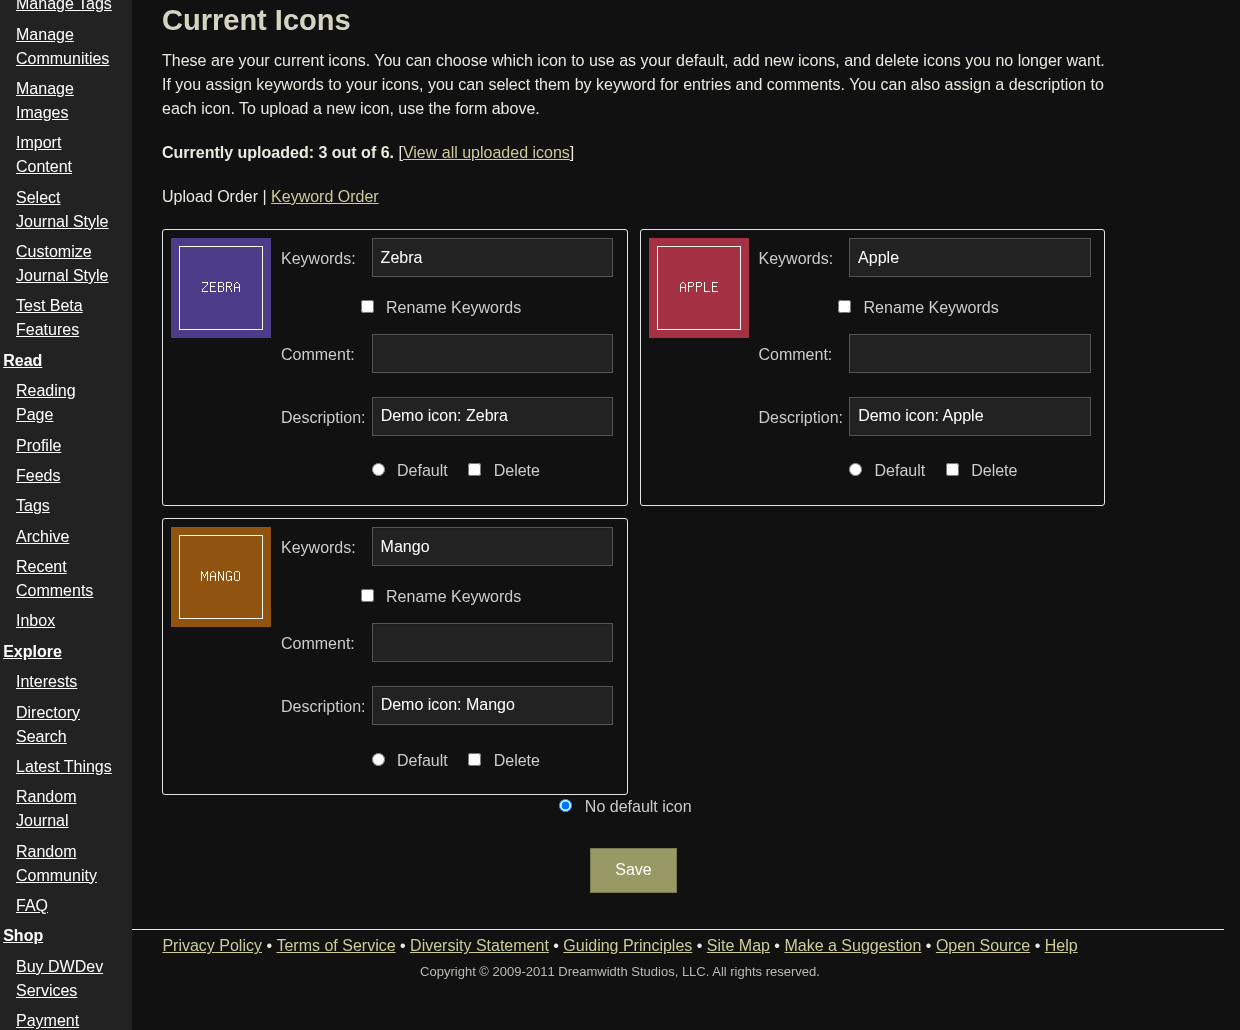 Manage Tags
Manage
Communities
Manage
Images
Import
Content
Select
Journal Style
Customize
Journal Style
Test Beta
Features
Read
Reading
Page
Profile
Feeds
Tags
Archive
Recent
Comments
Inbox
Explore
Interests
Directory
Search
Latest Things
Random
Journal
Random
Community
FAQ
Shop
Buy DWDev
Services
Payment
Current Icons
These are your current icons. You can choose which icon to use as your default, add new icons, and delete icons you no longer want.
If you assign keywords to your icons, you can select them by keyword for entries and comments. You can also assign a description to
each icon. To upload a new icon, use the form above.
Currently uploaded: 3 out of 6. [View all uploaded icons]
Upload Order | Keyword Order
ZEBRA
Keywords: Zebra
Rename Keywords
Comment:
Description: Demo icon: Zebra
Default Delete
APPLE
Keywords: Apple
Rename Keywords
Comment:
Description: Demo icon: Apple
Default Delete
MANGO
Keywords: Mango
Rename Keywords
Comment:
Description: Demo icon: Mango
Default Delete
No default icon
Save
Privacy Policy • Terms of Service • Diversity Statement • Guiding Principles • Site Map • Make a Suggestion • Open Source • Help
Copyright © 2009-2011 Dreamwidth Studios, LLC. All rights reserved.